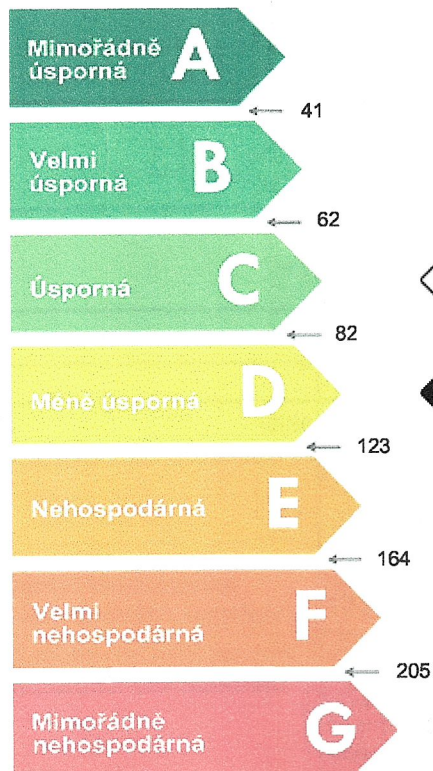 Mimořádně
úsporná A
41
Velmi
úsporná B
62
Úsporná C
82
Méně úsporná D
123
Nehospodárná E
164
Velmi
nehospodárná F
205
Mimořádně
nehospodárná G